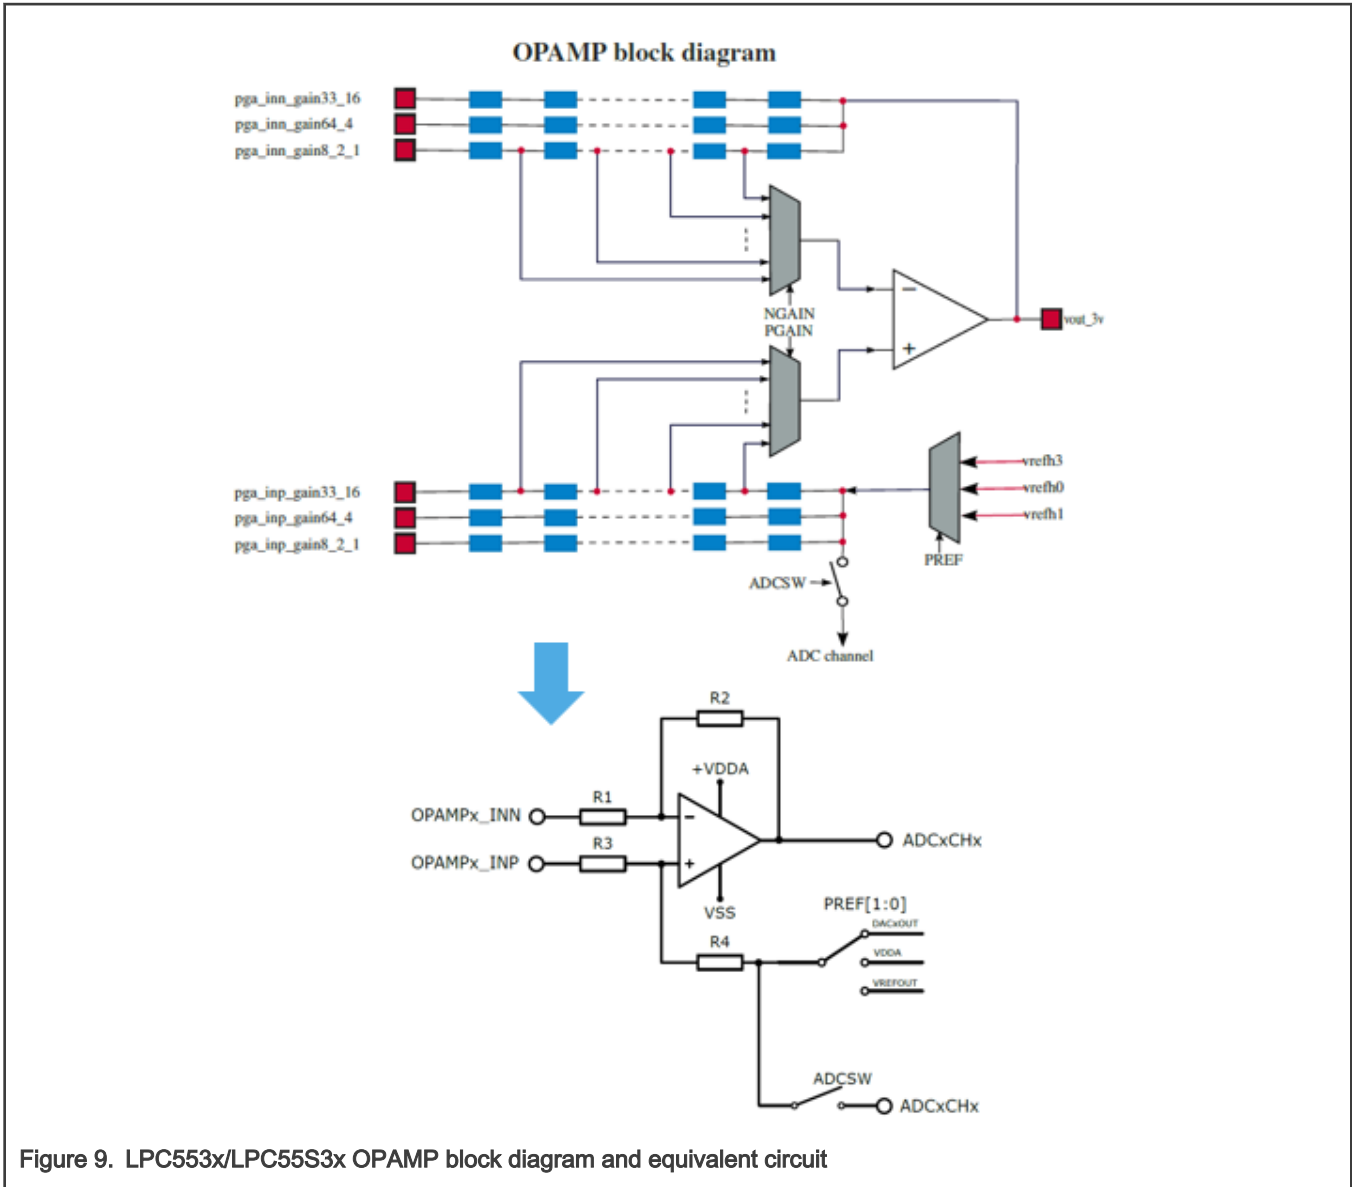 OPAMP block diagram
pga_inn_gain33_16
pga_inn_gain64_4
pga_inn_gain8_2_1
NGAIN
PGAIN
−
+
vout_3v
pga_inp_gain33_16
pga_inp_gain64_4
pga_inp_gain8_2_1
vrefh3
vrefh0
vrefh1
PREF
ADCSW
ADC channel
R2
+VDDA
R1
OPAMPx_INN
−
R3
OPAMPx_INP
+
ADCxCHx
VSS
PREF[1:0]
DACxOUT
R4
VDDA
VREFOUT
ADCSW
ADCxCHx
Figure 9. LPC553x/LPC55S3x OPAMP block diagram and equivalent circuit